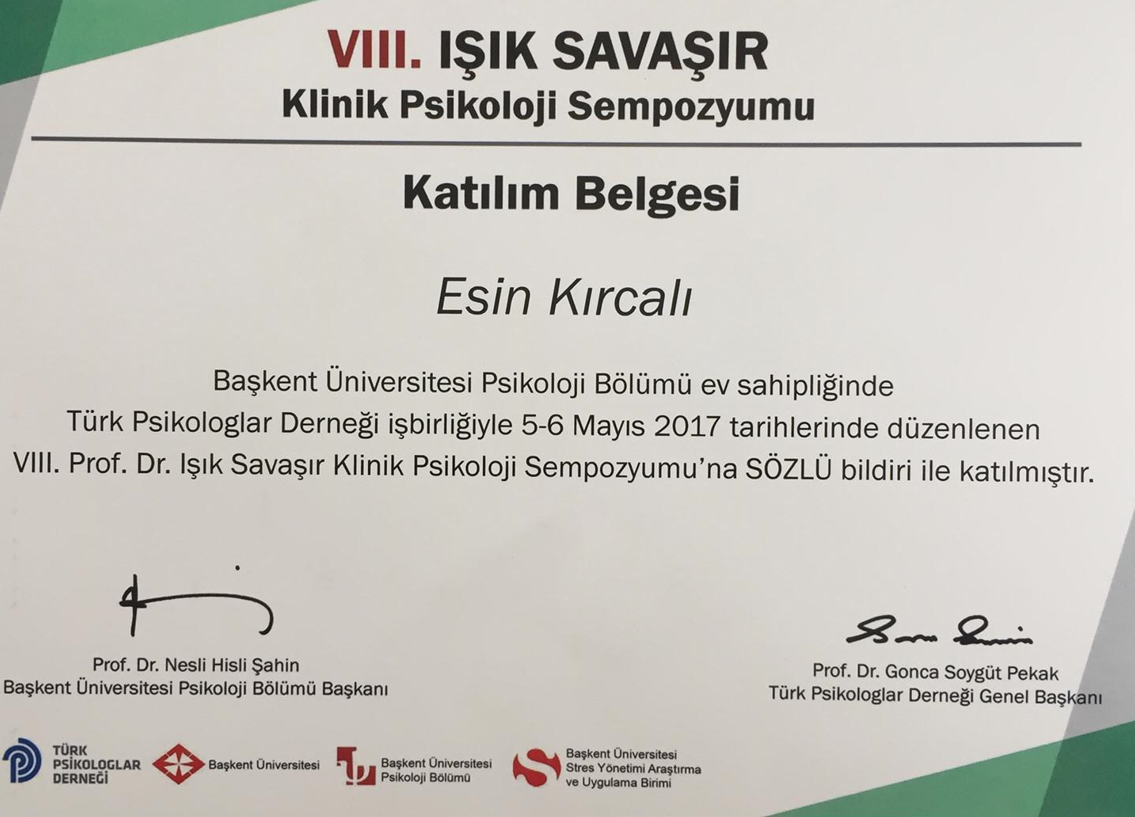 VIII. IŞIK SAVAŞIR
Klinik Psikoloji Sempozyumu
Katılım Belgesi
Esin Kırcalı
Başkent Üniversitesi Psikoloji Bölümü ev sahipliğinde
Türk Psikologlar Derneği işbirliğiyle 5-6 Mayıs 2017 tarihlerinde düzenlenen
VIII. Prof. Dr. Işık Savaşır Klinik Psikoloji Sempozyumu’na SÖZLÜ bildiri ile katılmıştır.
Prof. Dr. Nesli Hisli Şahin
Başkent Üniversitesi Psikoloji Bölümü Başkanı
Prof. Dr. Gonca Soygüt Pekak
Türk Psikologlar Derneği Genel Başkanı
TÜRK
PSİKOLOGLAR
DERNEĞİ
Başkent Üniversitesi
Başkent Üniversitesi
Psikoloji Bölümü
Başkent Üniversitesi
Stres Yönetimi Araştırma
ve Uygulama Birimi